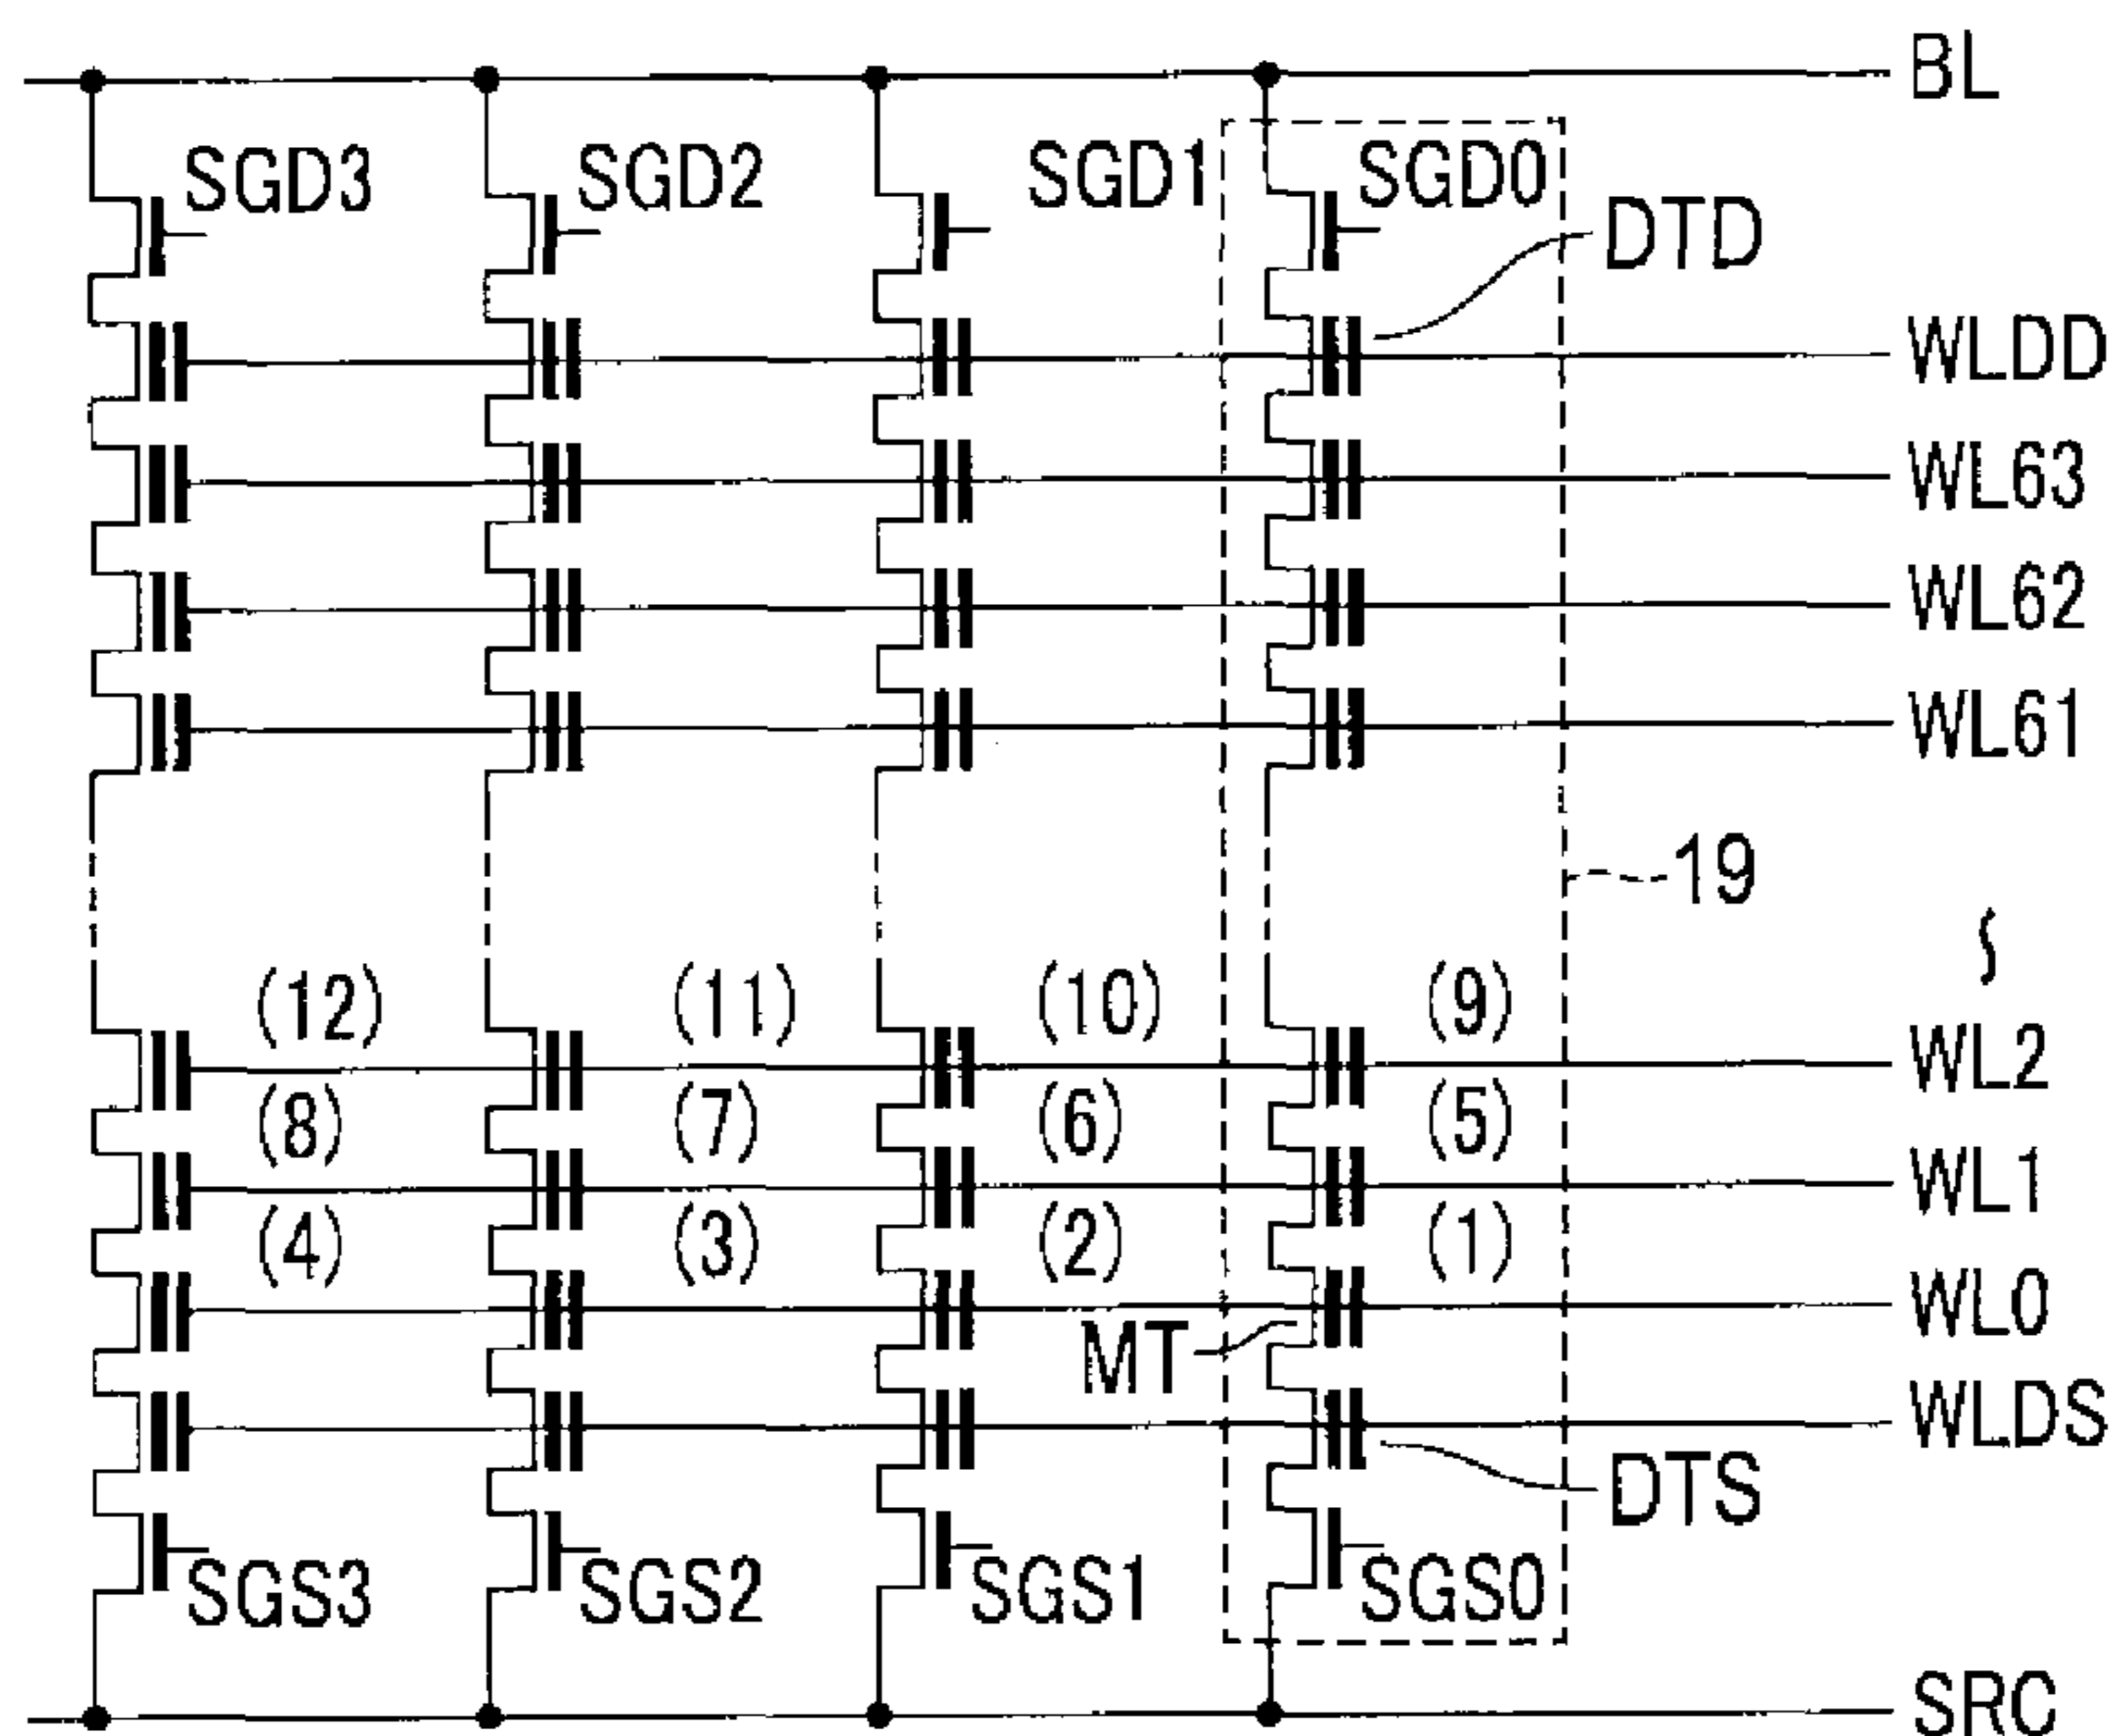 BL
SGD3 SGD2 SGD1 SGD0
DTD
WLDD
WL63
WL62
WL61
19
(12) (11) (10) (9)
WL2
(8) (7) (6) (5)
WL1
(4) (3) (2) (1)
WL0
MT
WLDS
DTS
SGS3 SGS2 SGS1 SGS0
SRC